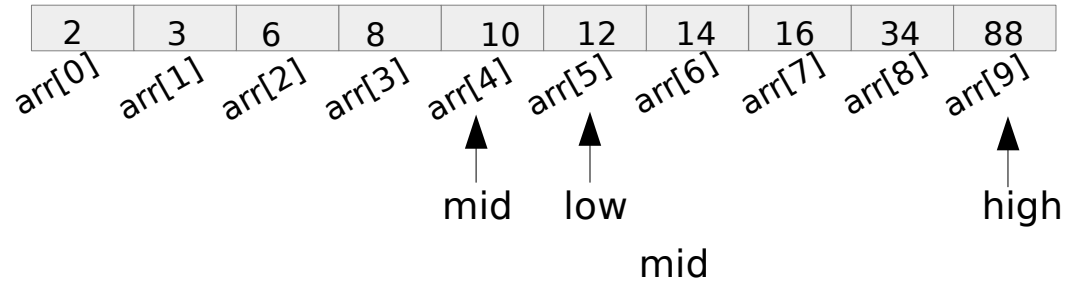 2 3 6 8 10 12 14 16 34 88
arr[0] arr[1] arr[2] arr[3] arr[4] arr[5] arr[6] arr[7] arr[8] arr[9]
mid low high
mid